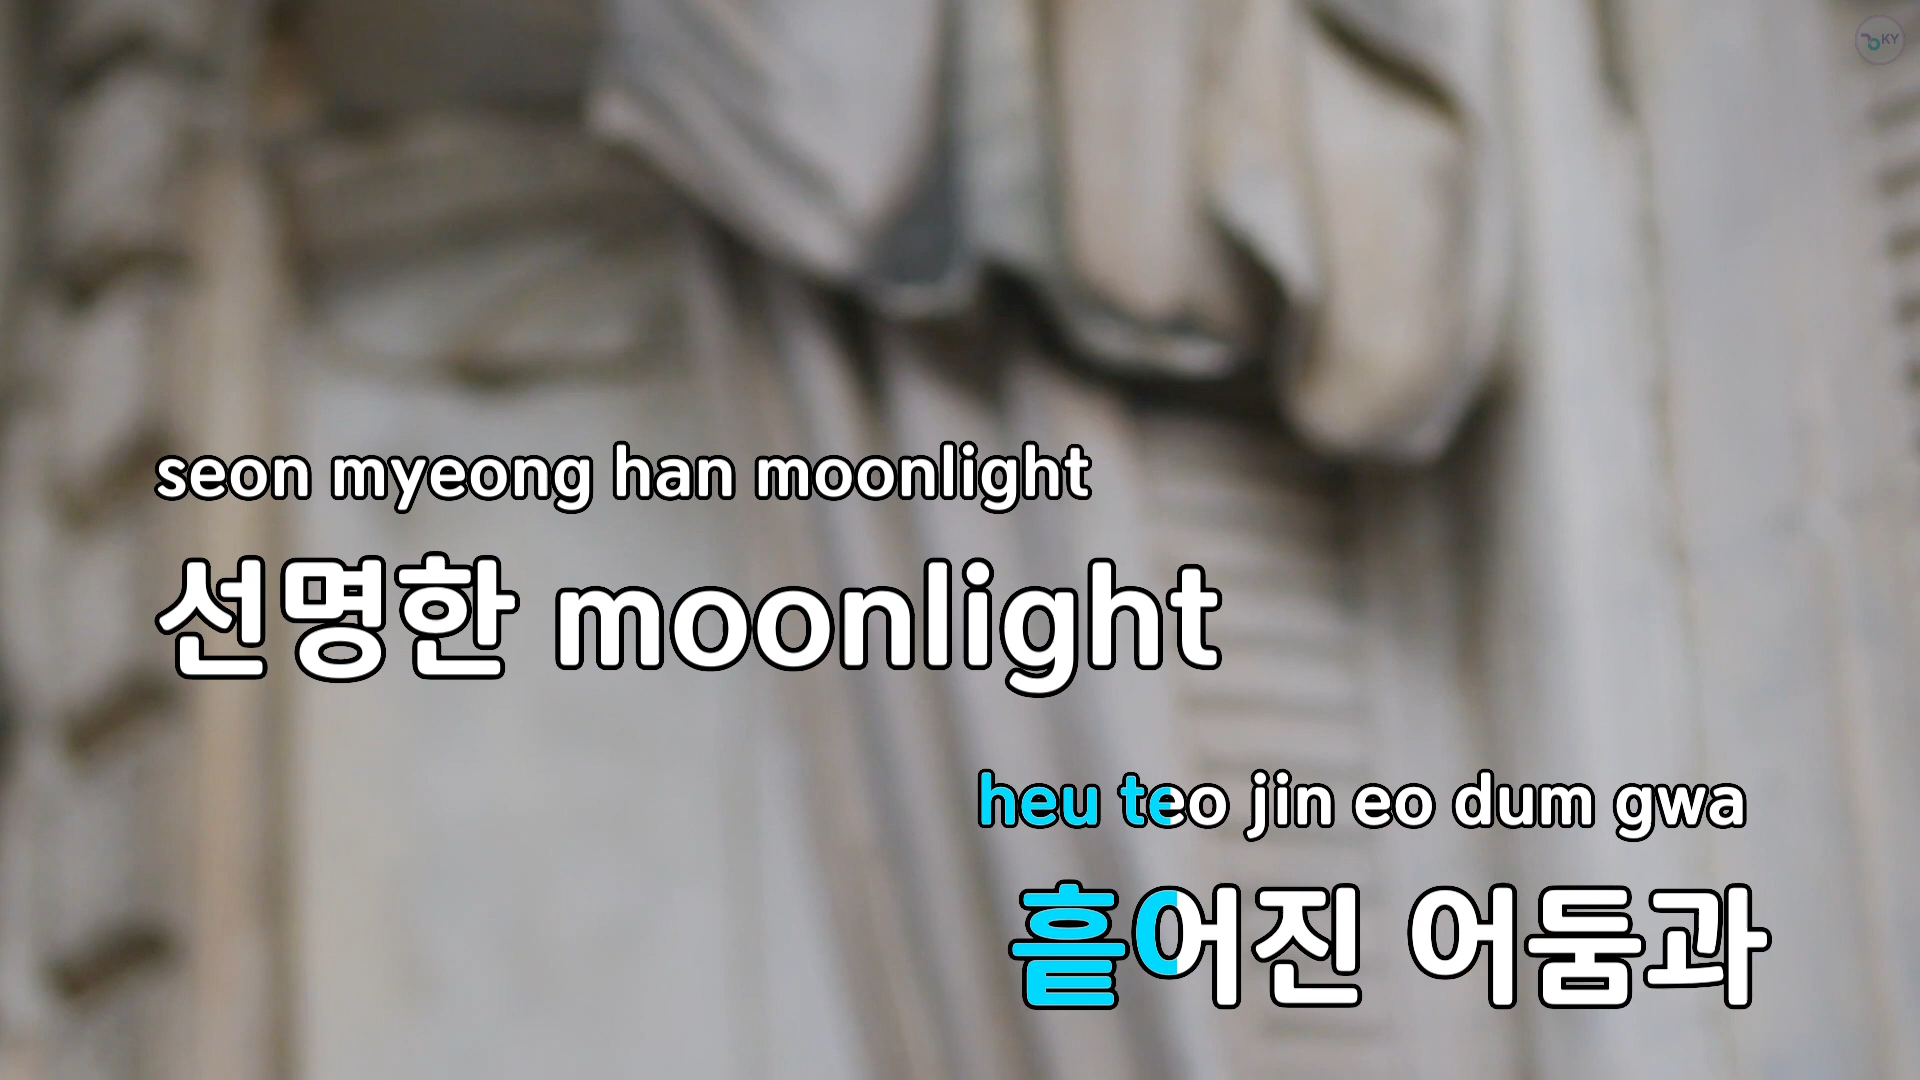 KY
seon myeong han moonlight
선명한 moonlight
heu teo jin eo dum gwa
흩어진 어둠과